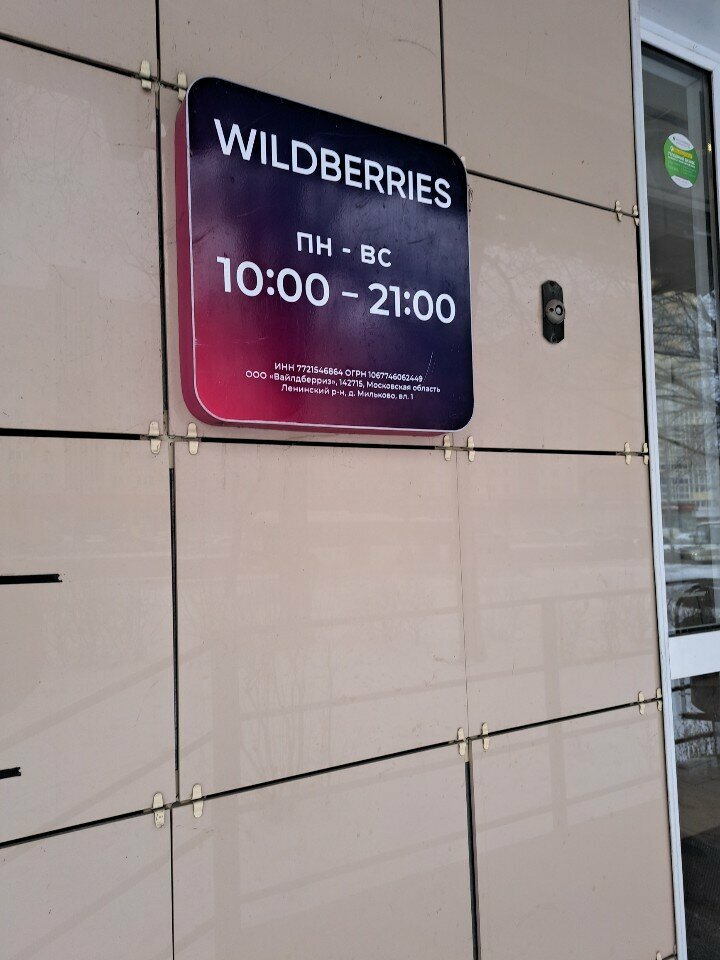 WILDBERRIES
ПН - ВС
10:00 – 21:00
ИНН 7721546864 ОГРН 1067746062449
ООО «Вайлдберриз», 142715, Московская область
Ленинский р-н, д. Мильково, вл. 1